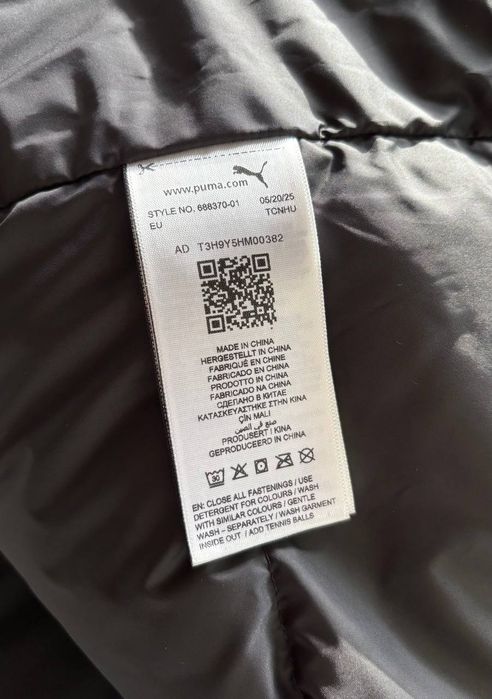 www.puma.com
STYLE NO. 688370-01 05/20/25
EU TCNHU
AD T3H9Y5HM00382
MADE IN CHINA
HERGESTELLT IN CHINA
FABRIQUÉ EN CHINE
FABRICADO EN CHINA
PRODOTTO IN CHINA
FABRICADO NA CHINA
СДЕЛАНО В КИТАЕ
ΚΑΤΑΣΚΕΥΑΣΤΗΚΕ ΣΤΗΝ ΚΙΝΑ
ÇİN MALI
صنع في الصين
PRODUSERT I KINA
GEPRODUCEERD IN CHINA
30
EN: CLOSE ALL FASTENINGS / USE
DETERGENT FOR COLOURS / WASH
WITH SIMILAR COLOURS / GENTLE
WASH – SEPARATELY / WASH GARMENT
INSIDE OUT / ADD TENNIS BALLS